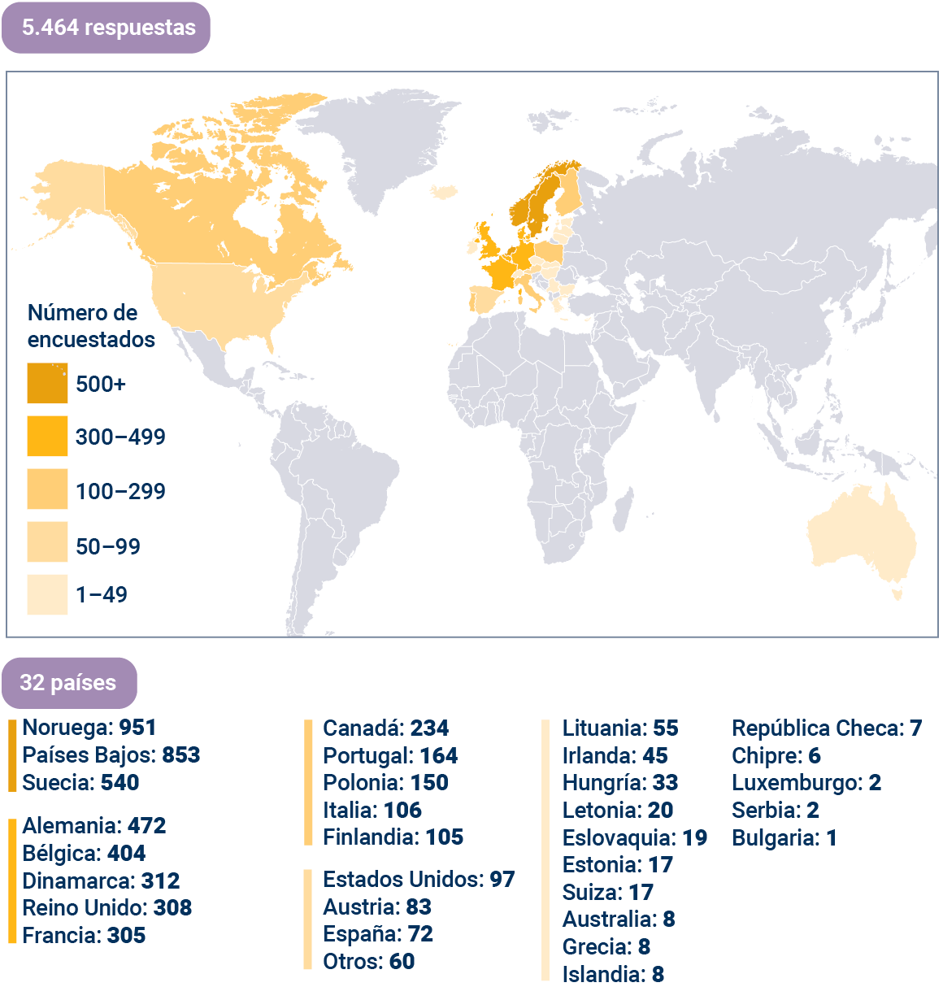 5.464 respuestas
Número de
encuestados
500+
300–499
100–299
50–99
1–49
32 países
Noruega: 951
Países Bajos: 853
Suecia: 540
Alemania: 472
Bélgica: 404
Dinamarca: 312
Reino Unido: 308
Francia: 305
Canadá: 234
Portugal: 164
Polonia: 150
Italia: 106
Finlandia: 105
Estados Unidos: 97
Austria: 83
España: 72
Otros: 60
Lituania: 55
Irlanda: 45
Hungría: 33
Letonia: 20
Eslovaquia: 19
Estonia: 17
Suiza: 17
Australia: 8
Grecia: 8
Islandia: 8
República Checa: 7
Chipre: 6
Luxemburgo: 2
Serbia: 2
Bulgaria: 1